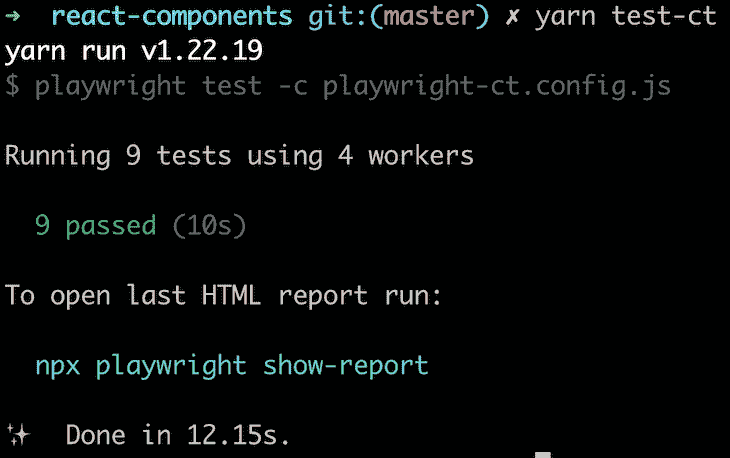 ➜  react-components git:(master) ✗ yarn test-ct
yarn run v1.22.19
$ playwright test -c playwright-ct.config.js
Running 9 tests using 4 workers
9 passed (10s)
To open last HTML report run:
npx playwright show-report
✨  Done in 12.15s.